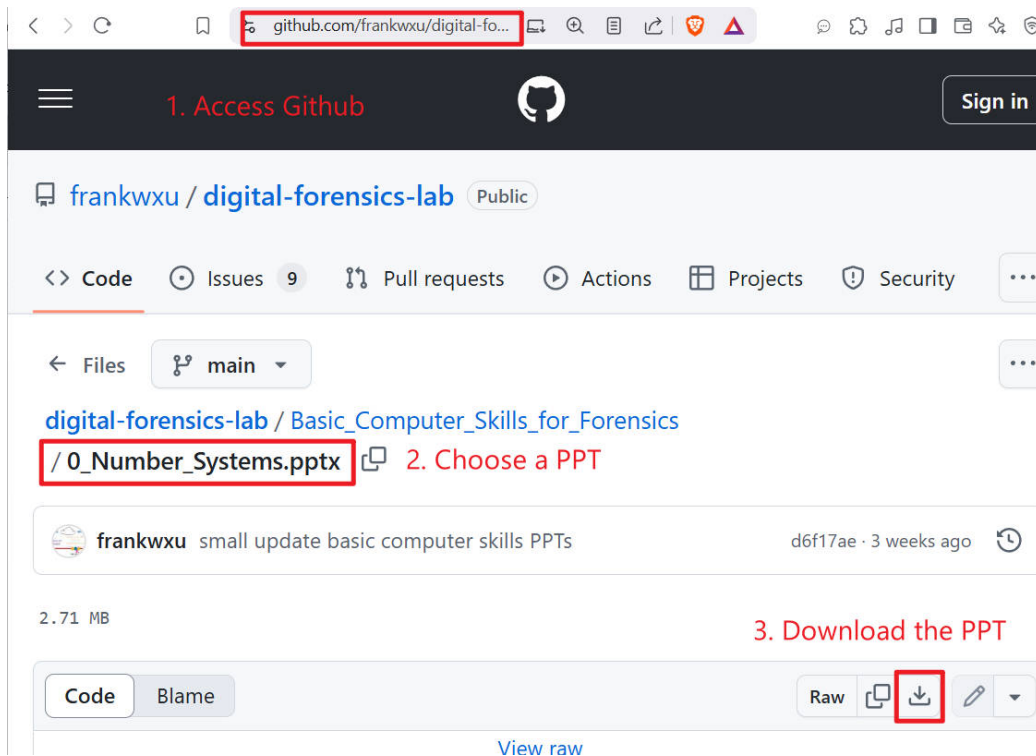 github.com/frankwxu/digital-fo...
1. Access Github
Sign in
frankwxu / digital-forensics-lab Public
Code Issues 9 Pull requests Actions Projects Security ...
Files main ...
digital-forensics-lab / Basic_Computer_Skills_for_Forensics
/ 0_Number_Systems.pptx 2. Choose a PPT
frankwxu small update basic computer skills PPTs d6f17ae · 3 weeks ago
2.71 MB
3. Download the PPT
Code Blame Raw
View raw